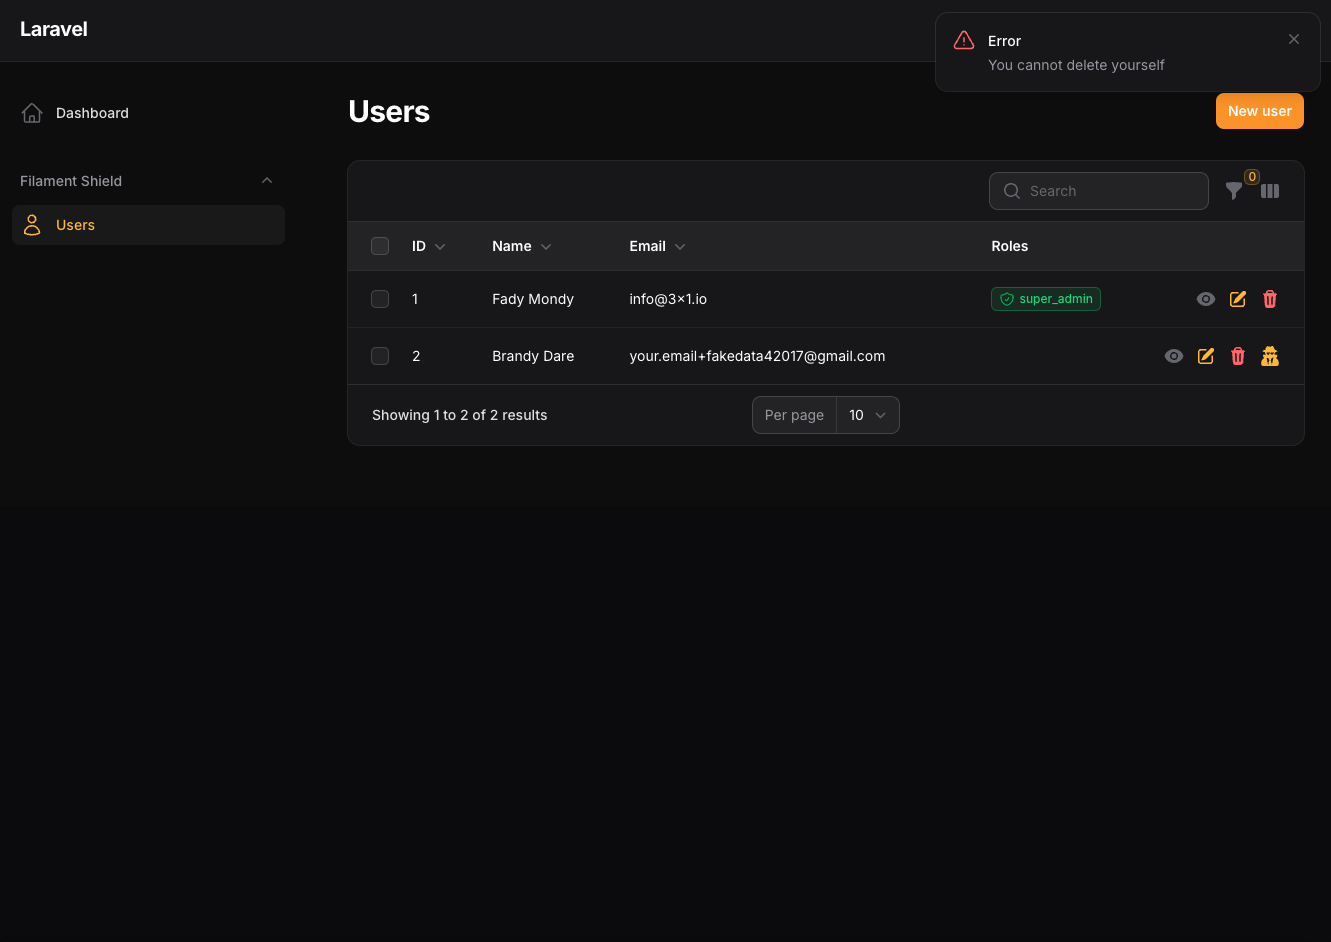 Laravel
Error
You cannot delete yourself
Dashboard
Users
New user
Filament Shield
Users
Search
0
ID Name Email Roles
1 Fady Mondy info@3x1.io super_admin
2 Brandy Dare your.email+fakedata42017@gmail.com
Showing 1 to 2 of 2 results Per page 10